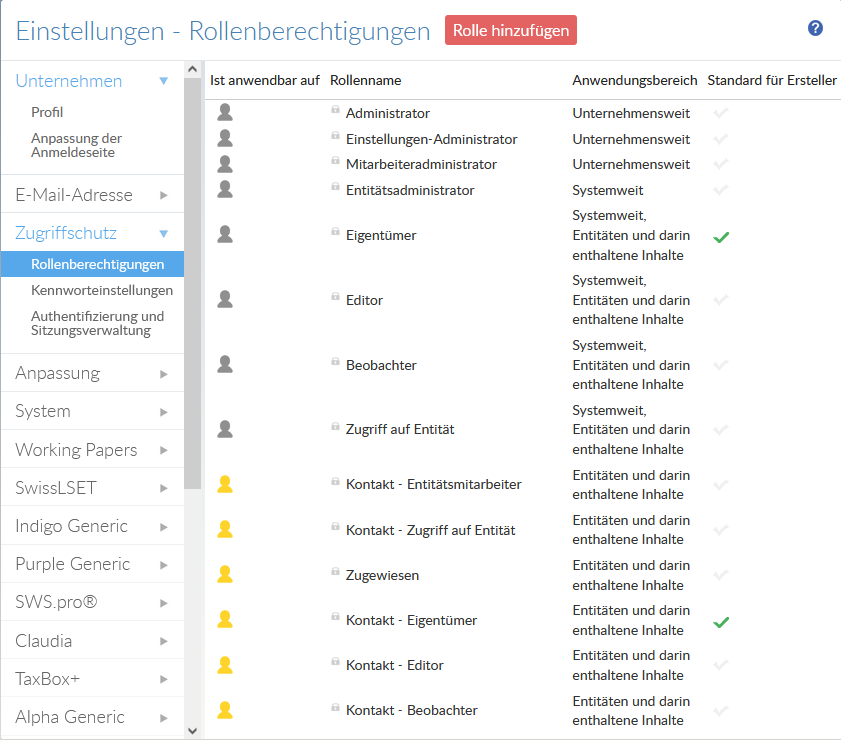 Einstellungen - Rollenberechtigungen
Rolle hinzufügen
?
Unternehmen
Profil
Anpassung der
Anmeldeseite
E-Mail-Adresse
Zugriffschutz
Rollenberechtigungen
Kennworteinstellungen
Authentifizierung und
Sitzungsverwaltung
Anpassung
System
Working Papers
SwissLSET
Indigo Generic
Purple Generic
SWS.pro®
Claudia
TaxBox+
Alpha Generic
Ist anwendbar auf Rollenname Anwendungsbereich Standard für Ersteller
Administrator Unternehmensweit
Einstellungen-Administrator Unternehmensweit
Mitarbeiteradministrator Unternehmensweit
Entitätsadministrator Systemweit
Systemweit,
Eigentümer Entitäten und darin
enthaltene Inhalte
Systemweit,
Editor Entitäten und darin
enthaltene Inhalte
Systemweit,
Beobachter Entitäten und darin
enthaltene Inhalte
Systemweit,
Zugriff auf Entität Entitäten und darin
enthaltene Inhalte
Kontakt - Entitätsmitarbeiter Entitäten und darin
enthaltene Inhalte
Kontakt - Zugriff auf Entität Entitäten und darin
enthaltene Inhalte
Zugewiesen Entitäten und darin
enthaltene Inhalte
Kontakt - Eigentümer Entitäten und darin
enthaltene Inhalte
Kontakt - Editor Entitäten und darin
enthaltene Inhalte
Kontakt - Beobachter Entitäten und darin
enthaltene Inhalte